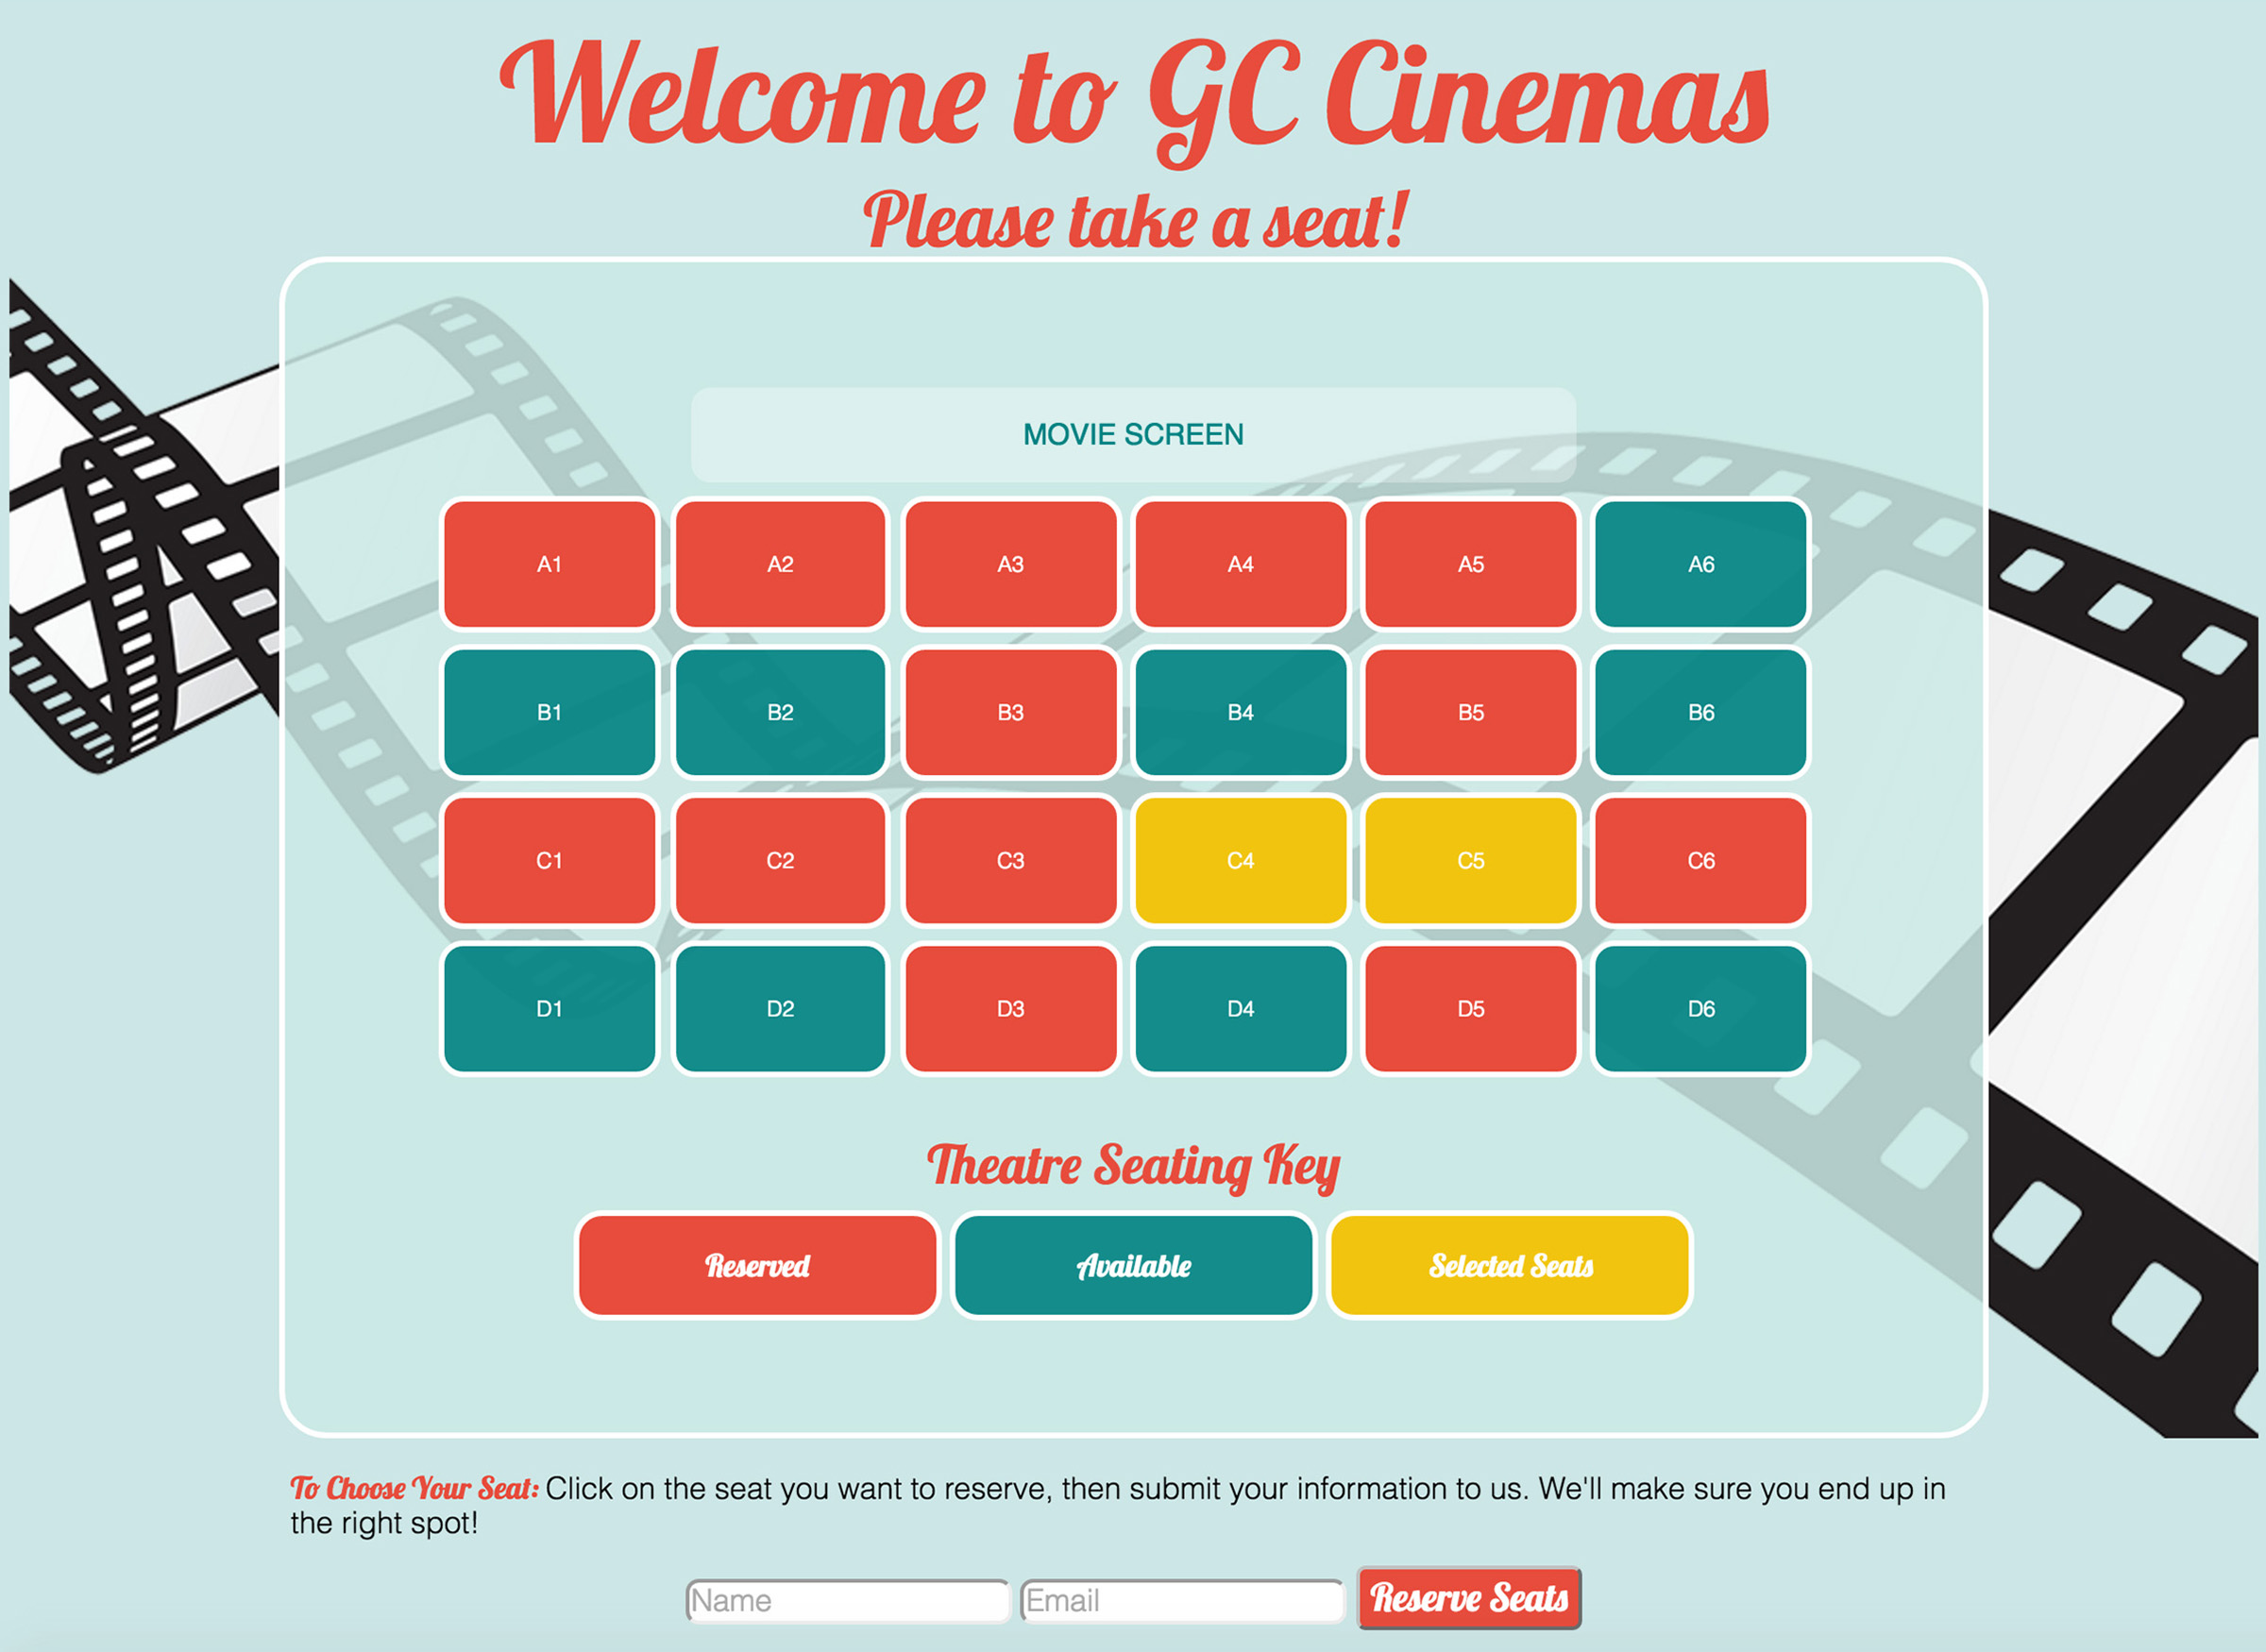 Welcome to GC Cinemas
Please take a seat!
MOVIE SCREEN
A1 A2 A3 A4 A5 A6
B1 B2 B3 B4 B5 B6
C1 C2 C3 C4 C5 C6
D1 D2 D3 D4 D5 D6
Theatre Seating Key
Reserved Available Selected Seats
To Choose Your Seat: Click on the seat you want to reserve, then submit your information to us. We'll make sure you end up in
the right spot!
Name Email Reserve Seats